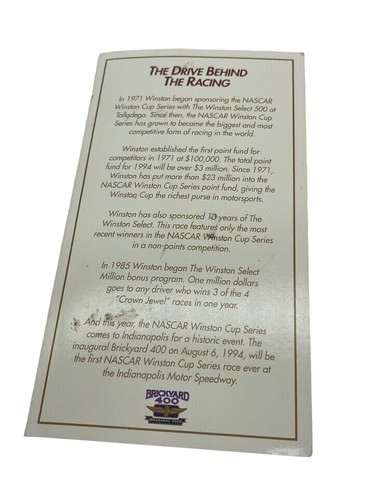 THE DRIVE BEHIND
THE RACING
In 1971 Winston began sponsoring the NASCAR
Winston Cup Series with The Winston Select 500 at
Talladega. Since then, the NASCAR Winston Cup
Series has grown to become the biggest and most
competitive form of racing in the world.
Winston established the first point fund for
competitors in 1971 at $100,000. The total point
fund for 1994 will be over $3 million. Since 1971,
Winston has put more than $23 million into the
NASCAR Winston Cup Series point fund, giving the
Winston Cup the richest purse in motorsports.
Winston has also sponsored 10 years of The
Winston Select. This race features only the most
recent winners in the NASCAR Winston Cup Series
in a non-points competition.
In 1985 Winston began The Winston Select
Million bonus program. One million dollars
goes to any driver who wins 3 of the 4
"Crown Jewel" races in one year.
And this year, the NASCAR Winston Cup Series
comes to Indianapolis for a historic event. The
inaugural Brickyard 400 on August 6, 1994, will be
the first NASCAR Winston Cup Series race ever at
the Indianapolis Motor Speedway.
BRICKYARD
400